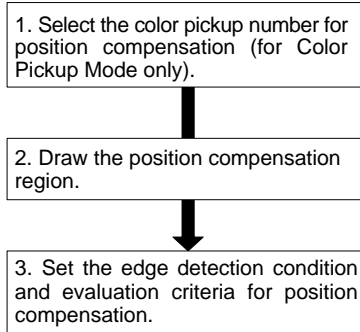 1. Select the color pickup number for
position compensation (for Color
Pickup Mode only).
2. Draw the position compensation
region.
3. Set the edge detection condition
and evaluation criteria for position
compensation.